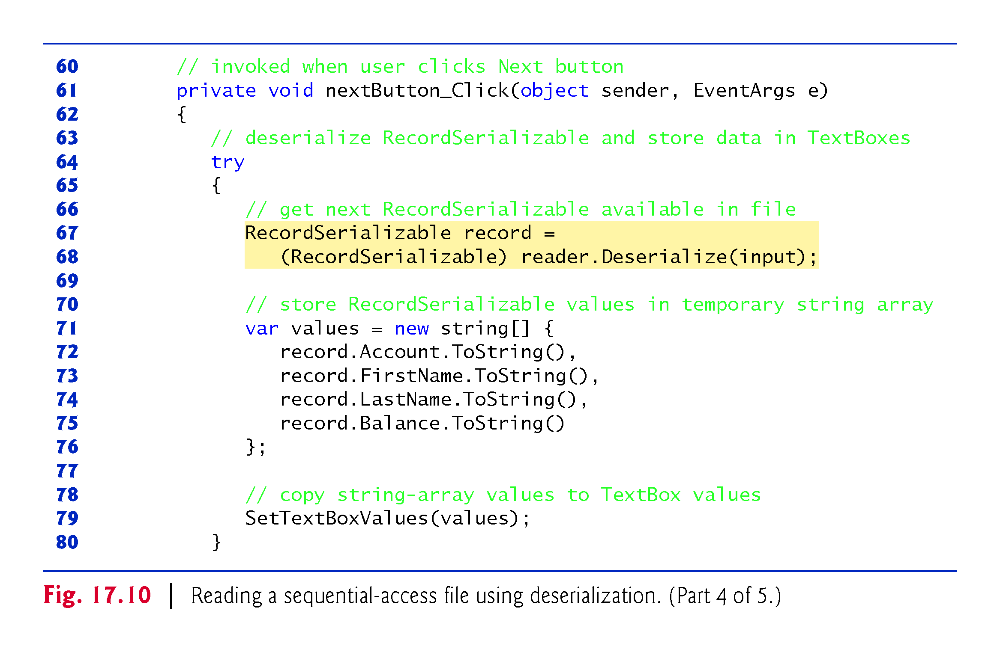 60 // invoked when user clicks Next button
61 private void nextButton_Click(object sender, EventArgs e)
62 {
63 // deserialize RecordSerializable and store data in TextBoxes
64 try
65 {
66 // get next RecordSerializable available in file
67 RecordSerializable record =
68 (RecordSerializable) reader.Deserialize(input);
69
70 // store RecordSerializable values in temporary string array
71 var values = new string[] {
72 record.Account.ToString(),
73 record.FirstName.ToString(),
74 record.LastName.ToString(),
75 record.Balance.ToString()
76 };
77
78 // copy string-array values to TextBox values
79 SetTextBoxValues(values);
80 }
Fig. 17.10 | Reading a sequential-access file using deserialization. (Part 4 of 5.)